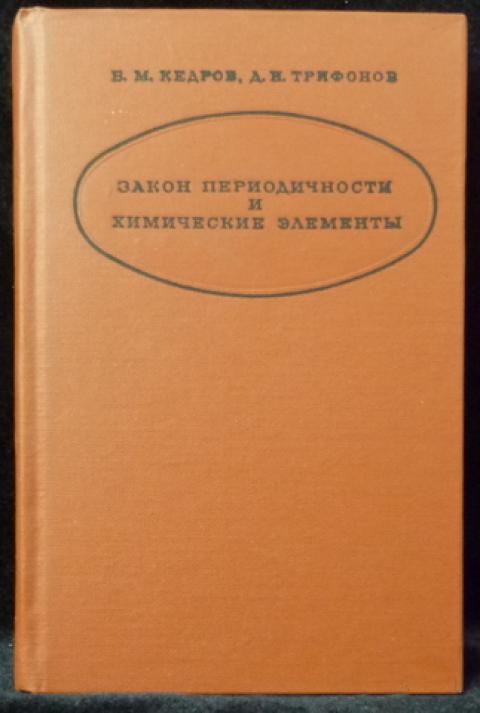 Б. М. КЕДРОВ, Д. Н. ТРИФОНОВ
ЗАКОН ПЕРИОДИЧНОСТИ
И
ХИМИЧЕСКИЕ ЭЛЕМЕНТЫ